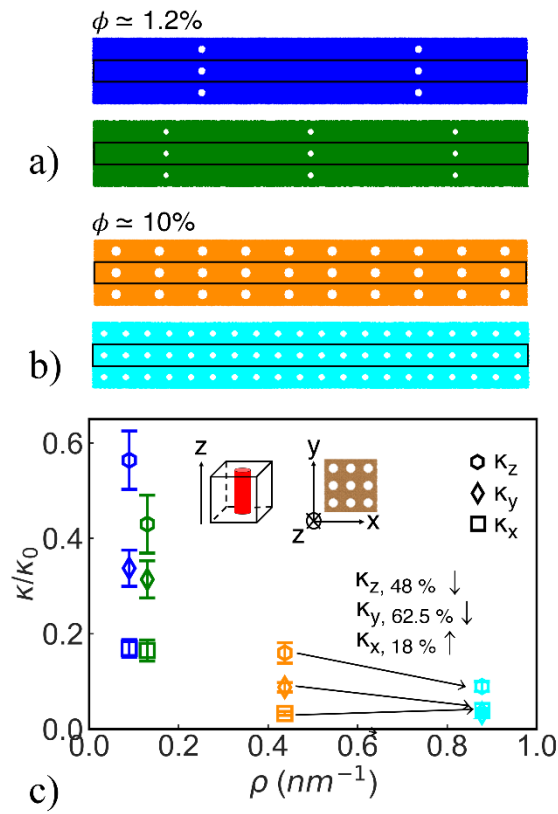 ϕ ≃ 1.2%
a)
ϕ ≃ 10%
b)
κ/κ₀
0.6
0.4
0.2
0.0
z
y
z
x
κz
κy
κx
κz, 48 % ↓
κy, 62.5 % ↓
κx, 18 % ↑
0.0 0.2 0.4 0.6 0.8 1.0
c)
ρ (nm⁻¹)